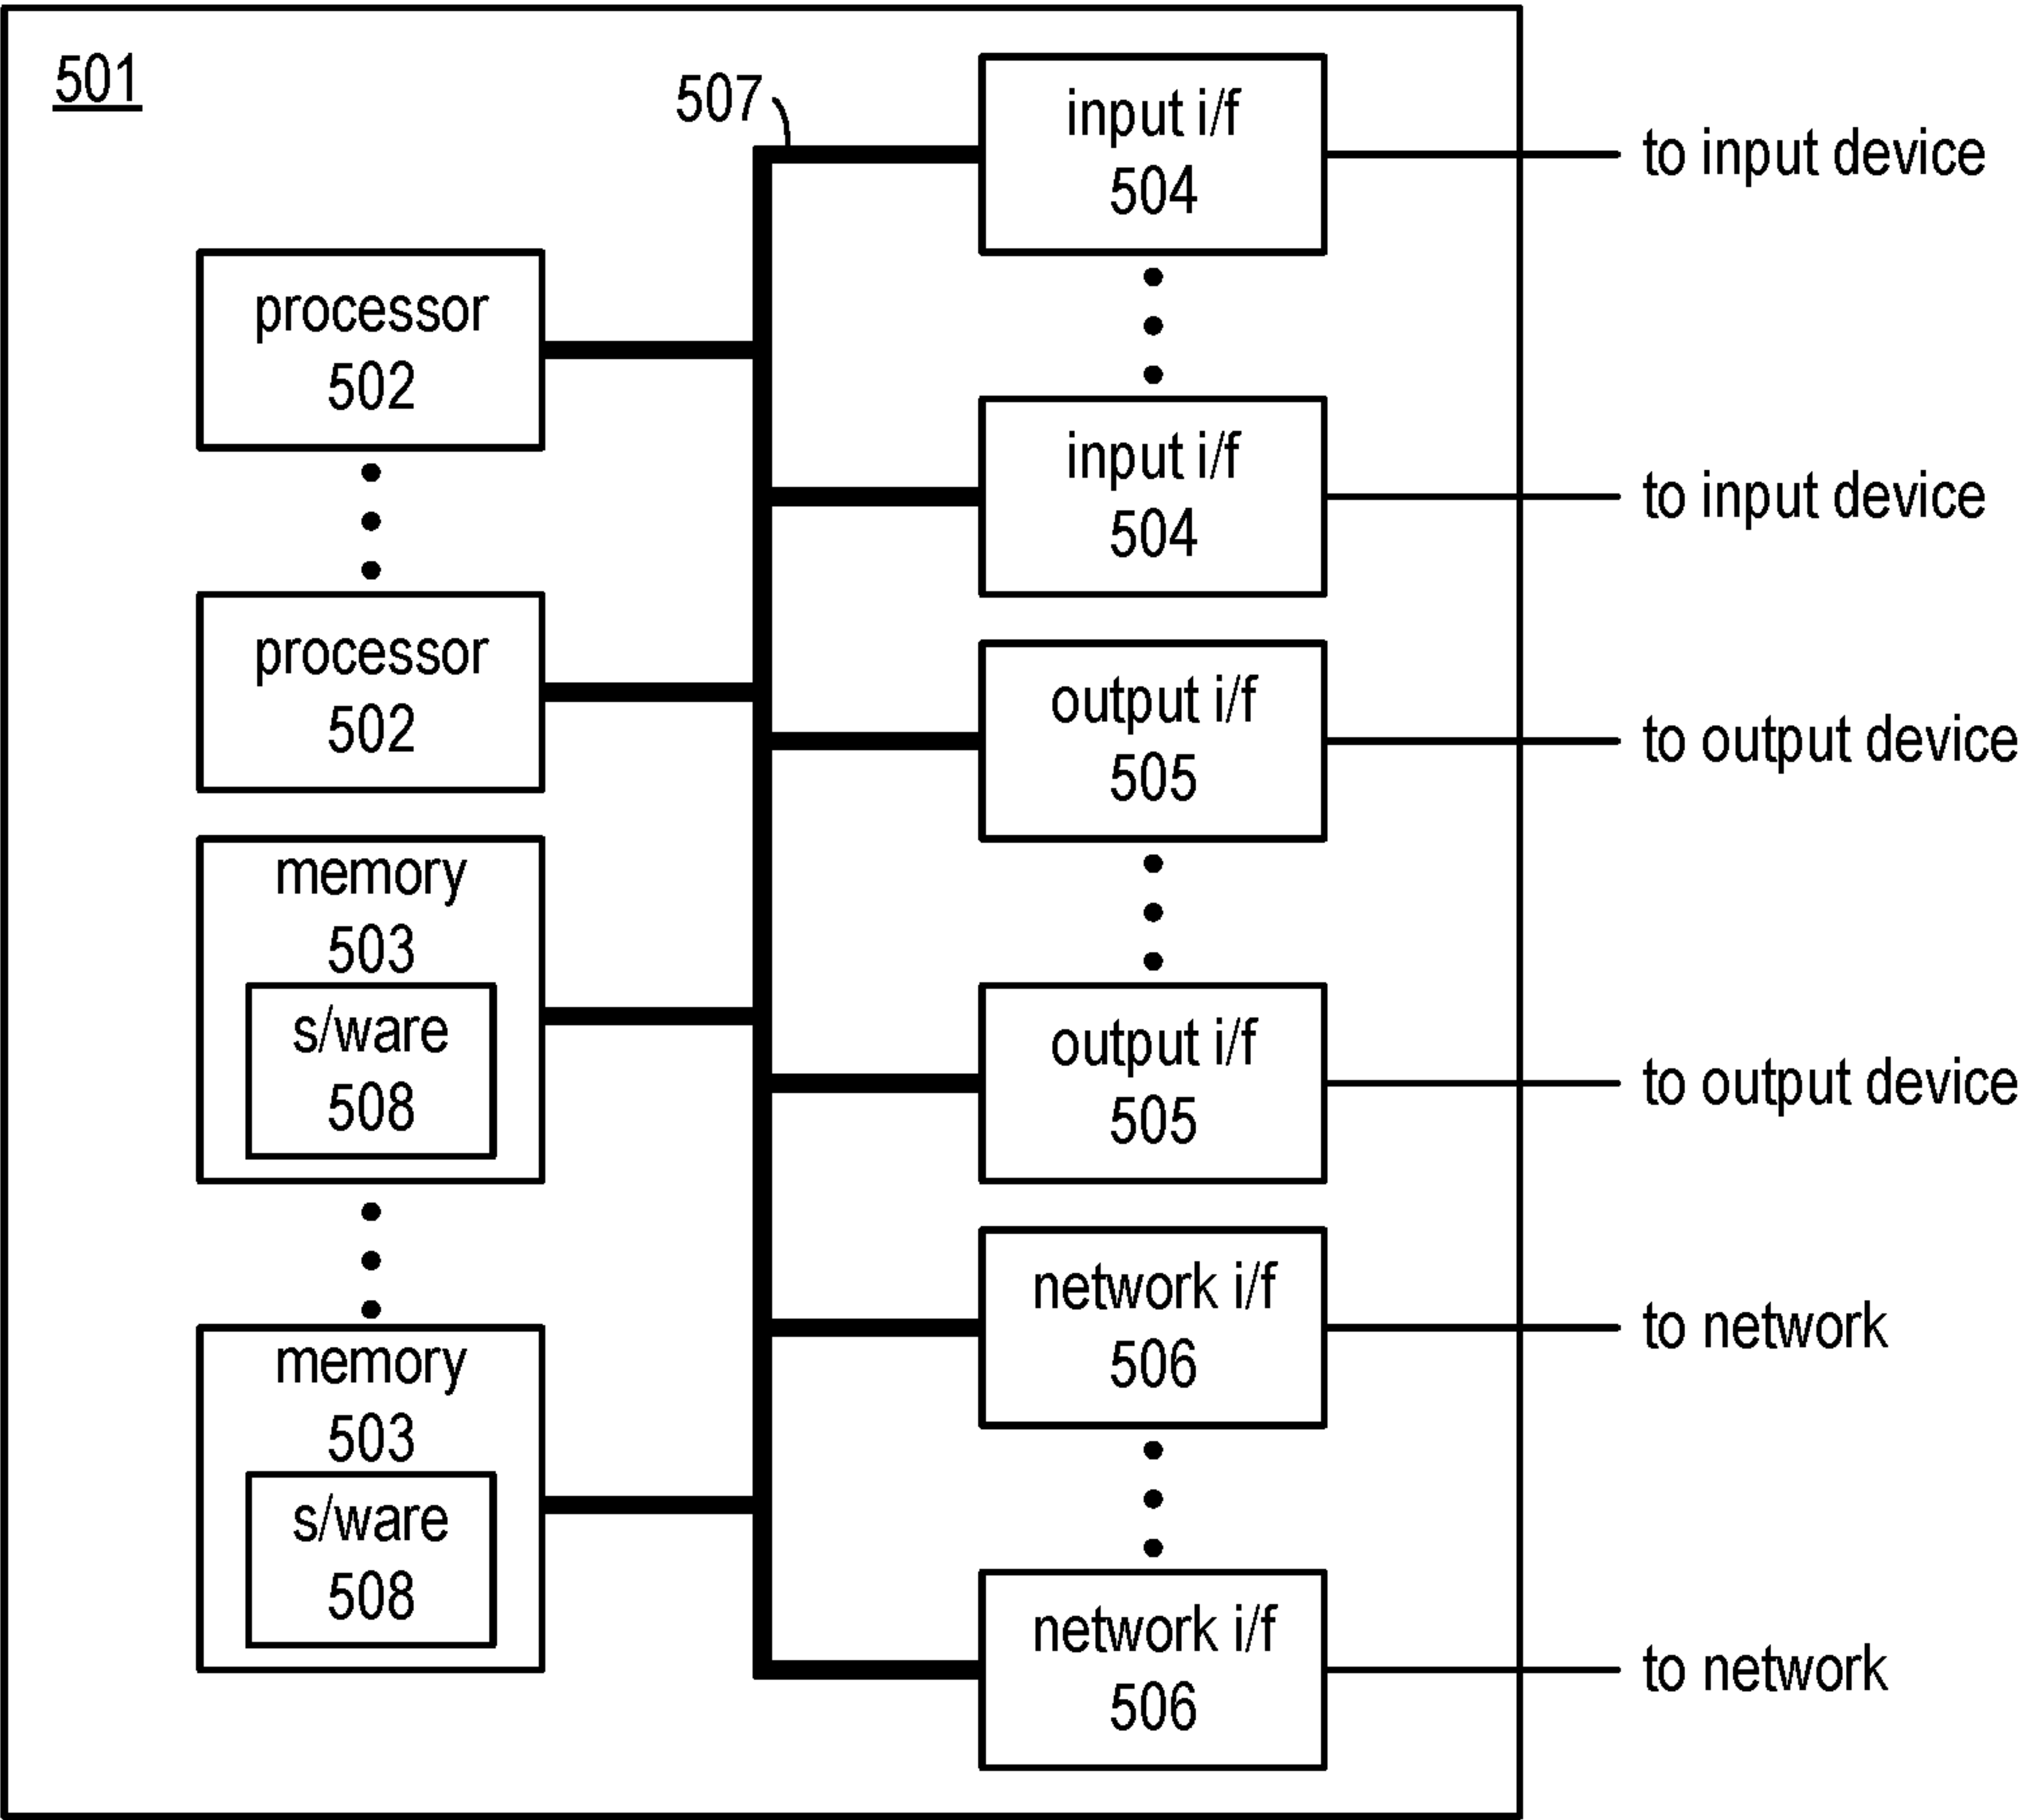 501
507
input i/f
504
to input device
processor
502
input i/f
504
to input device
processor
502
output i/f
505
to output device
memory
503
s/ware
508
output i/f
505
to output device
network i/f
506
to network
memory
503
s/ware
508
network i/f
506
to network